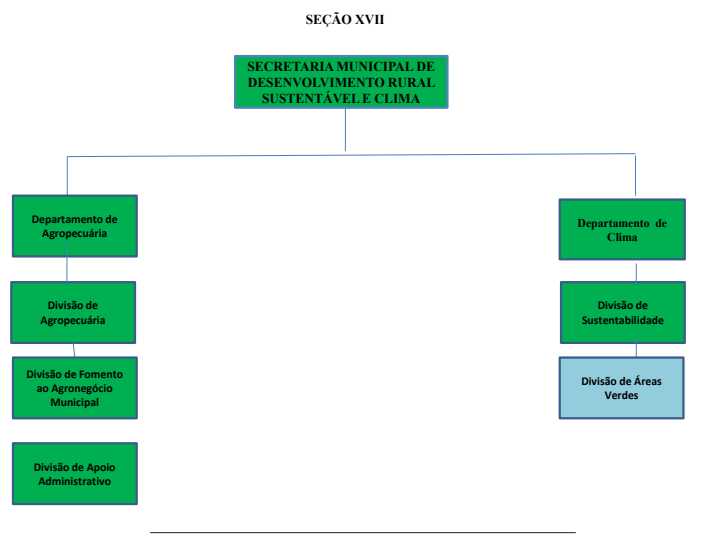 SEÇÃO XVII
SECRETARIA MUNICIPAL DE
DESENVOLVIMENTO RURAL
SUSTENTÁVEL E CLIMA
Departamento de
Agropecuária
Departamento de
Clima
Divisão de
Agropecuária
Divisão de
Sustentabilidade
Divisão de Fomento
ao Agronegócio
Municipal
Divisão de Áreas
Verdes
Divisão de Apoio
Administrativo